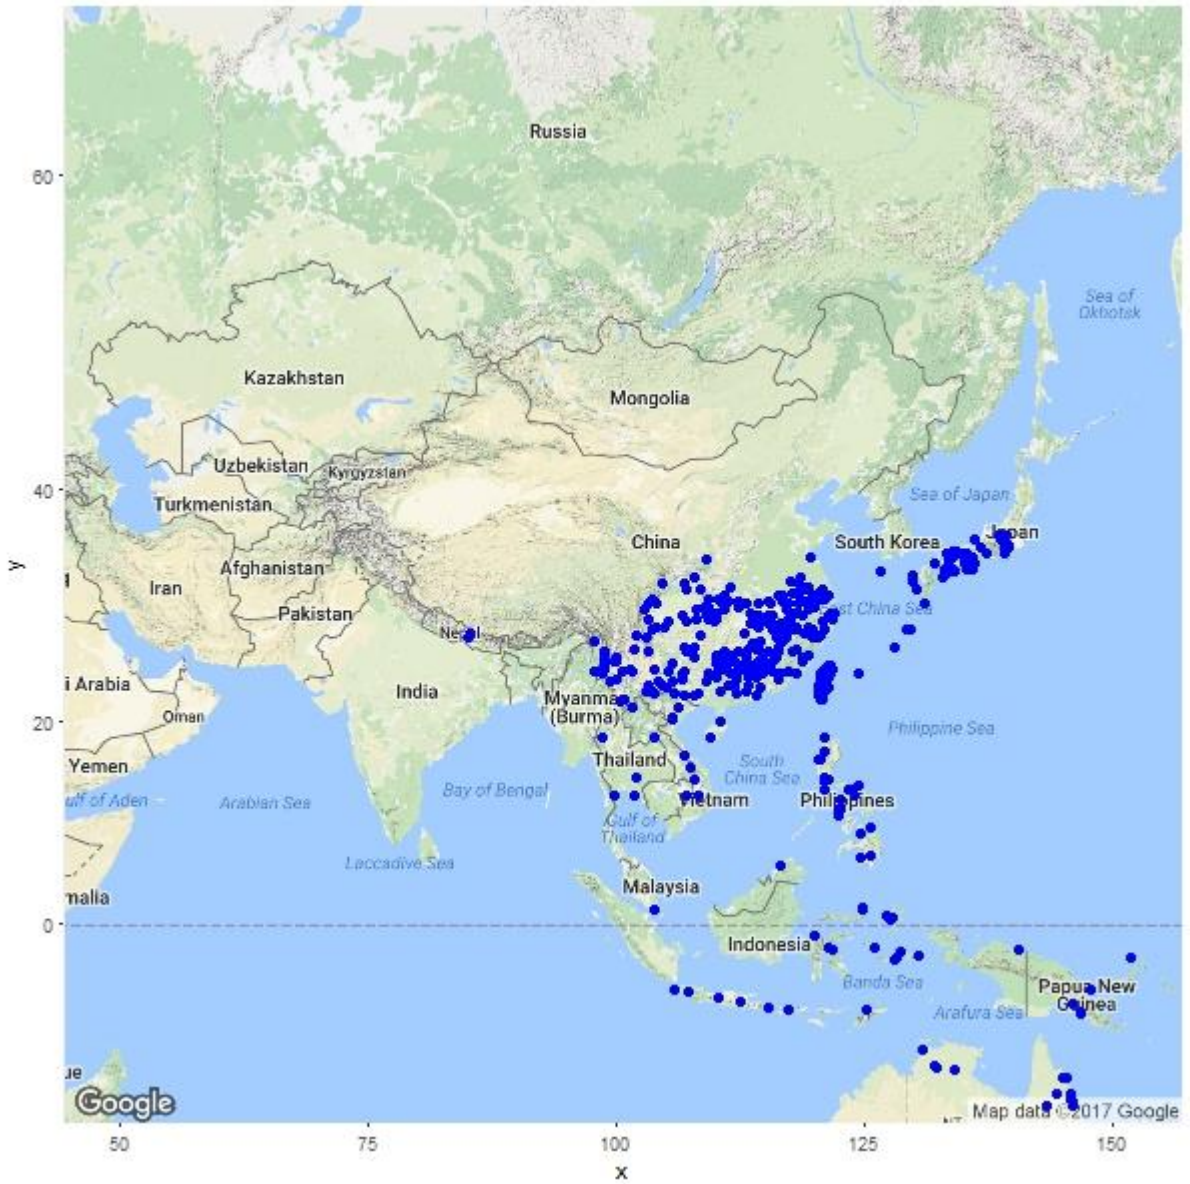 Russia
60
Sea of
Okhotsk
Kazakhstan
Mongolia
Uzbekistan
Kyrgyzstan
40
Sea of Japan
Turkmenistan
Japan
China
South Korea
Afghanistan
Iran
y
Pakistan
East China Sea
Nepal
i Arabia
India
Myanmar
(Burma)
Oman
20
Philippine Sea
Yemen
Thailand
South
China Sea
Gulf of Aden
Arabian Sea
Bay of Bengal
Vietnam
Philippines
Gulf of
Thailand
Laccadive Sea
malia
Malaysia
0
Indonesia
Banda Sea
Papua New
Guinea
Arafura Sea
ue
Google
Map data ©2017 Google
50
75
100
125
150
x